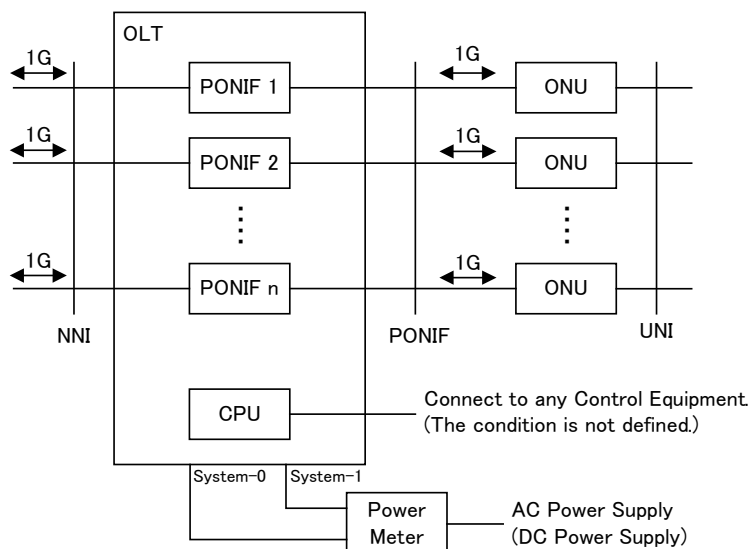 OLT
1G
PONIF 1
1G
ONU
1G
PONIF 2
1G
ONU
1G
PONIF n
1G
ONU
NNI
PONIF
UNI
CPU
Connect to any Control Equipment.
(The condition is not defined.)
System-0
System-1
Power
Meter
AC Power Supply
(DC Power Supply)